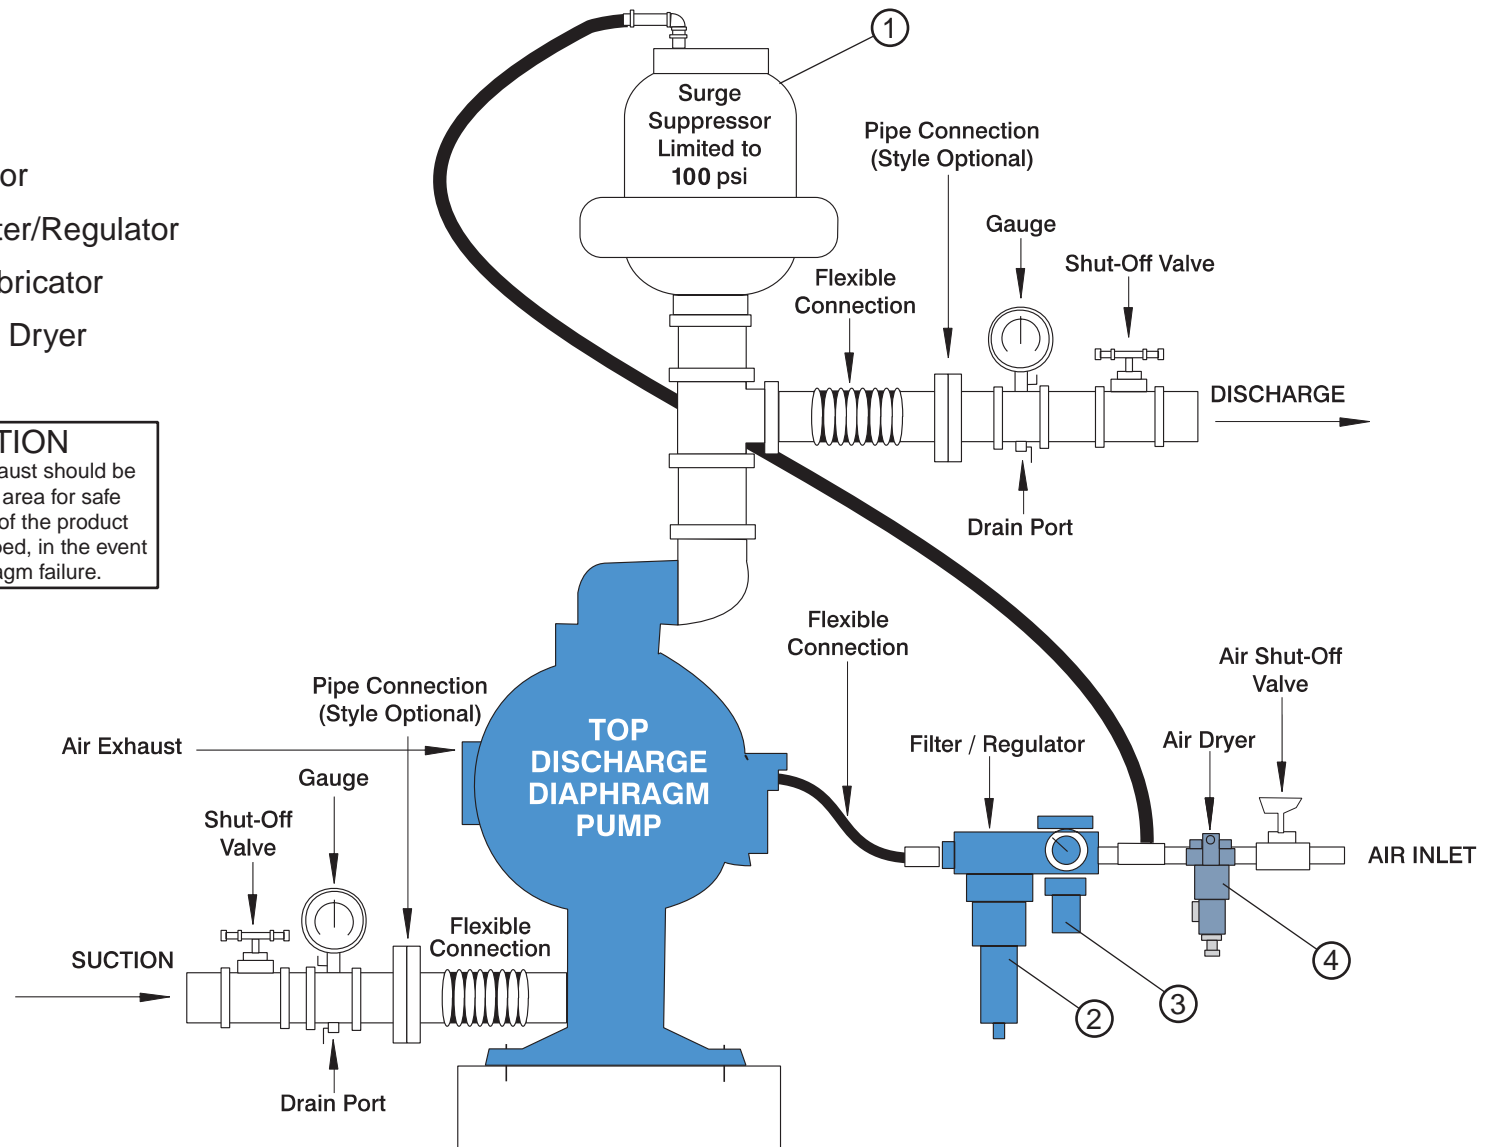 1
Surge
Suppressor
Limited to
100 psi
Pipe Connection
(Style Optional)
Gauge
Shut-Off Valve
Flexible
Connection
DISCHARGE
Drain Port
or
ter/Regulator
bricator
Dryer
TION
aust should be
area for safe
of the product
ped, in the event
agm failure.
Flexible
Connection
Air Shut-Off
Valve
Pipe Connection
(Style Optional)
Air Exhaust
TOP
DISCHARGE
DIAPHRAGM
PUMP
Filter / Regulator
Air Dryer
Gauge
Shut-Off
Valve
AIR INLET
Flexible
Connection
SUCTION
4
3
2
Drain Port